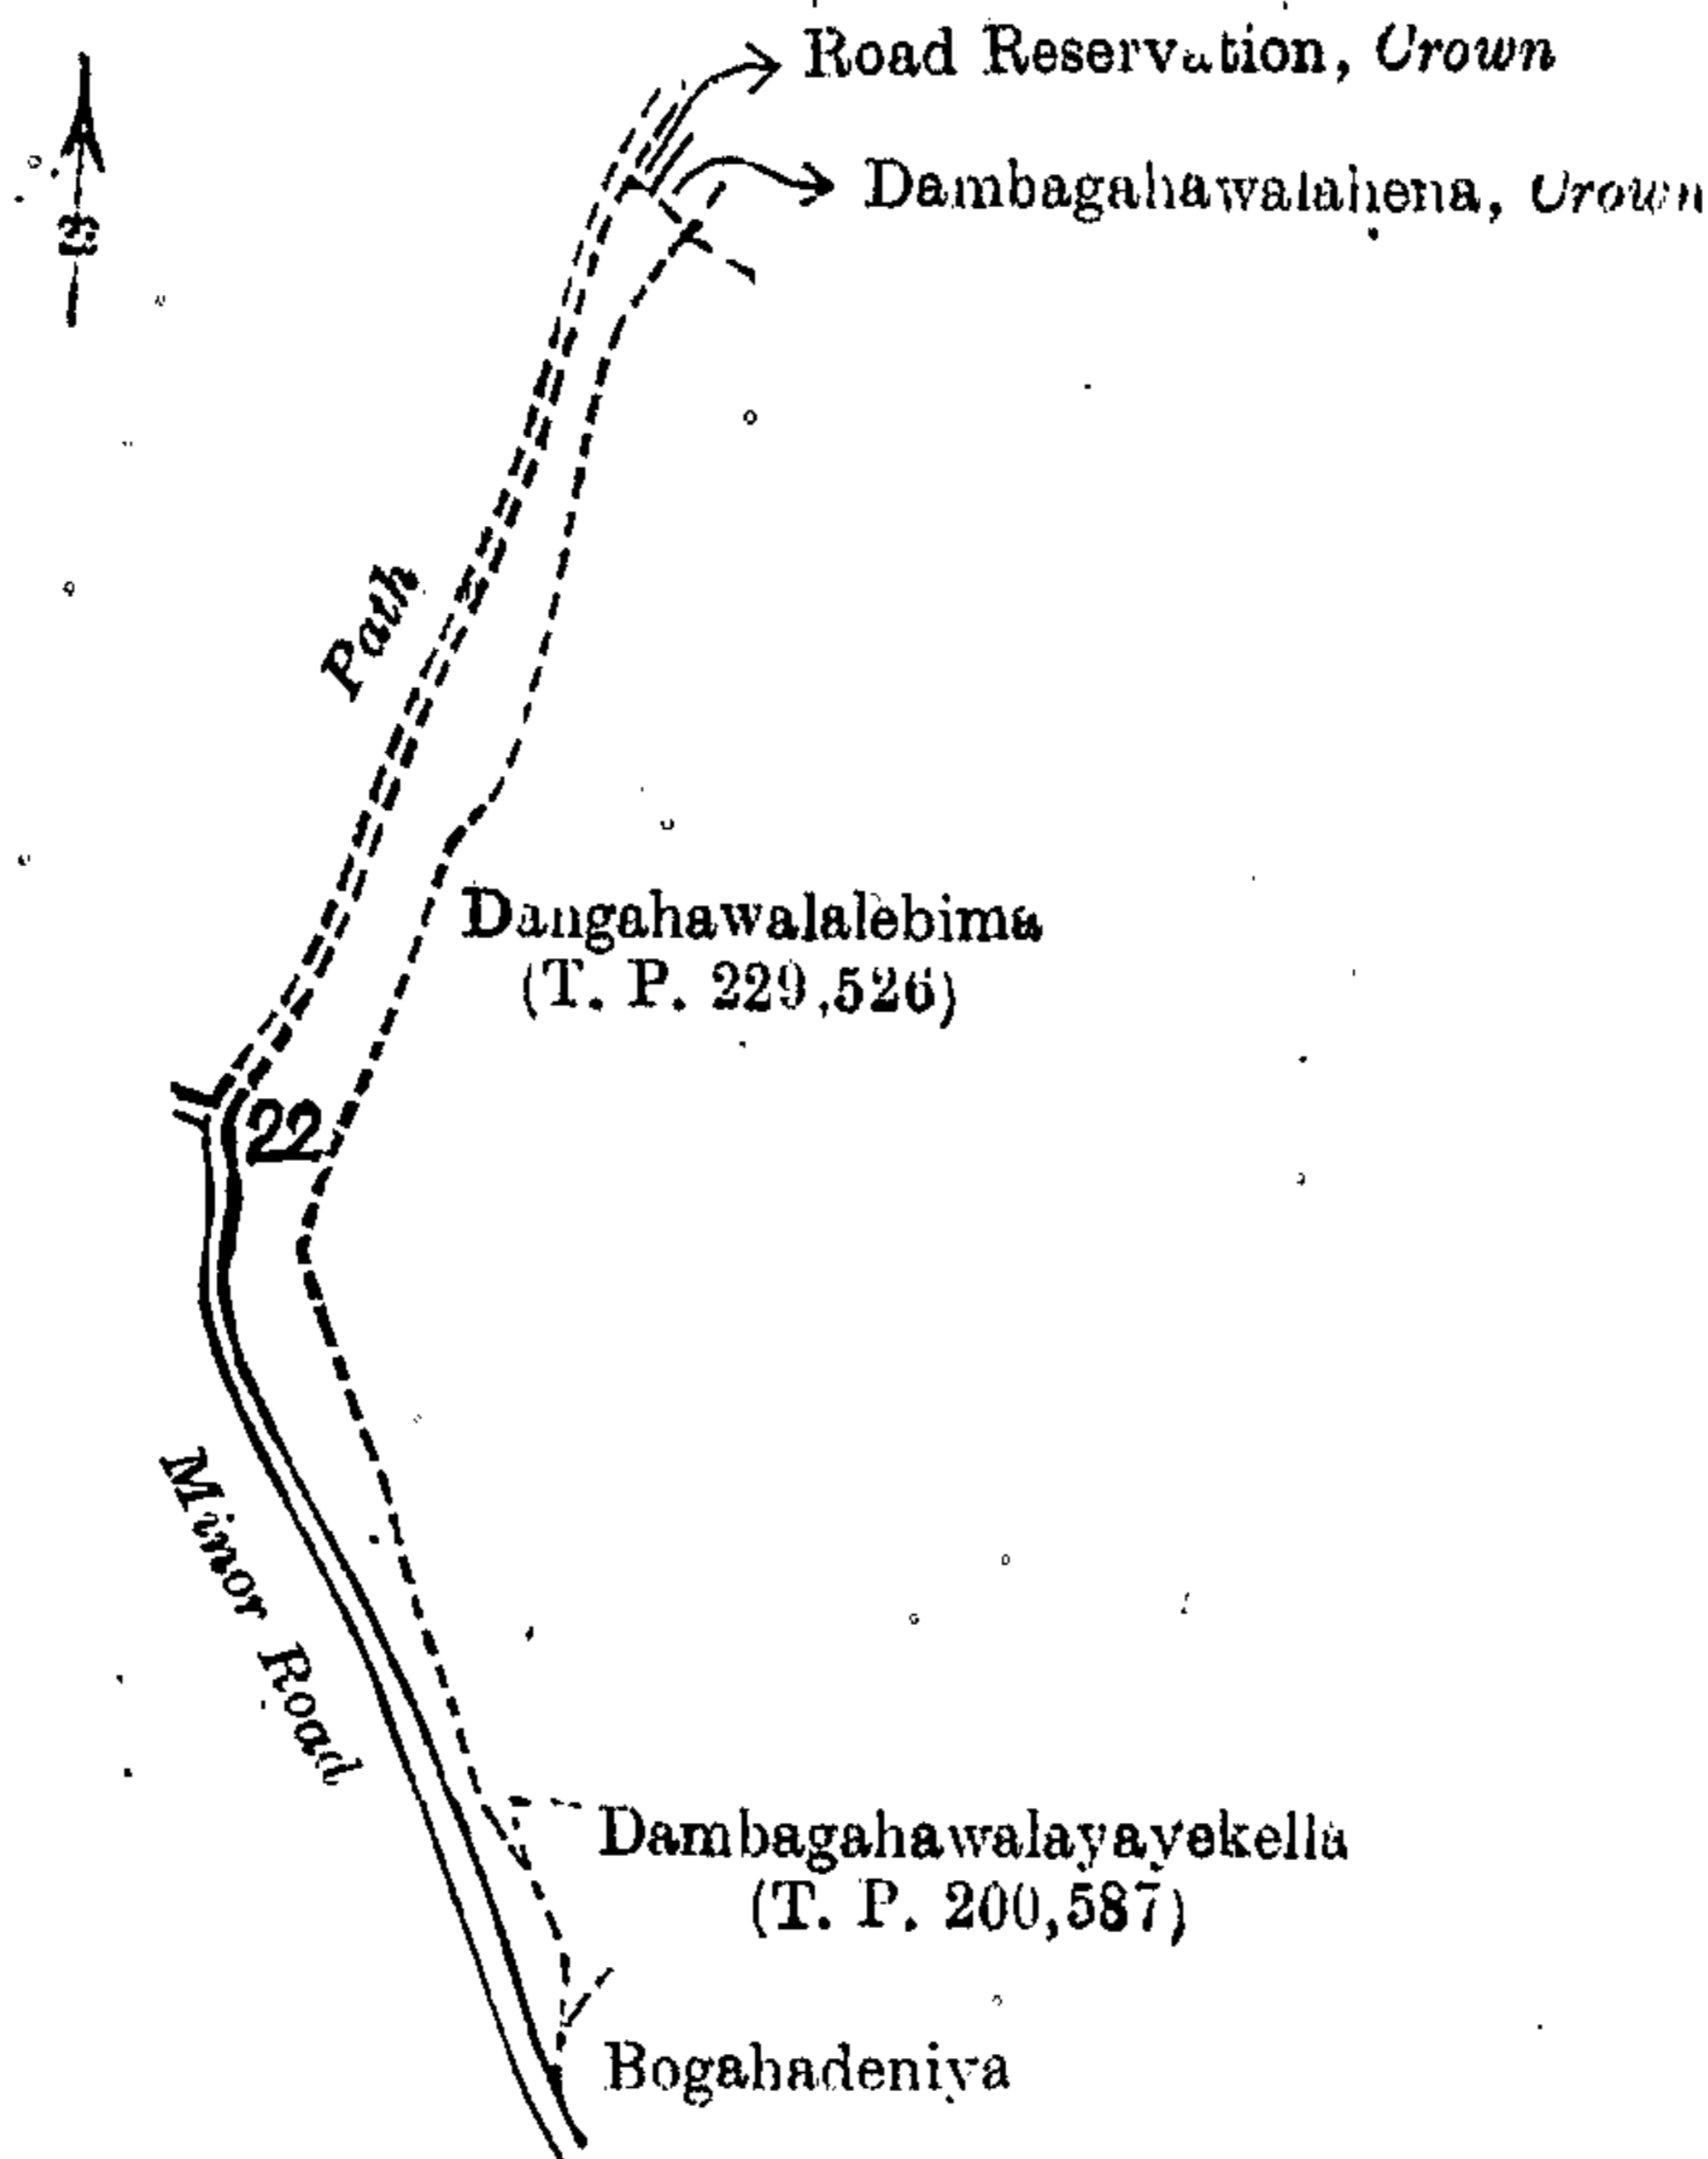 Road Reservation, Crown
Dambagahawalahena, Crown
Path
Dangahawalalebima
(T. P. 229,526)
22
Minor Road
Dambagahawalayayekella
(T. P. 200,587)
Bogahadeniya